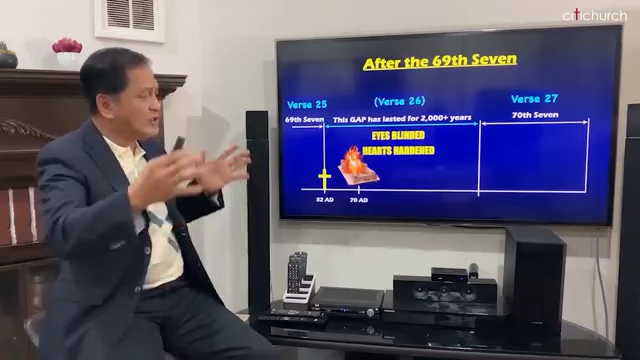 citchurch
After the 69th Seven
Verse 25
(Verse 26)
Verse 27
69th Seven
This GAP has lasted for 2,000+ years
70th Seven
EYES BLINDED
HEARTS HARDENED
32 AD
70 AD